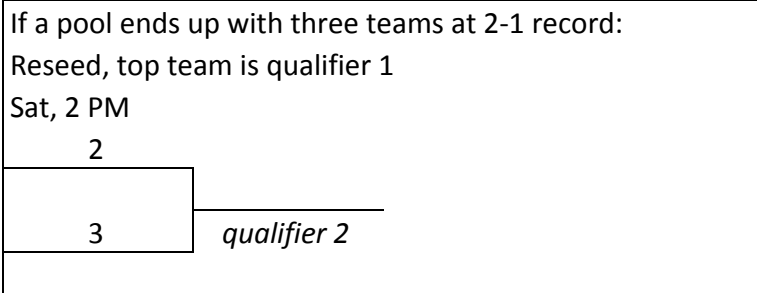 If a pool ends up with three teams at 2-1 record:
Reseed, top team is qualifier 1
Sat, 2 PM
2
3
qualifier 2